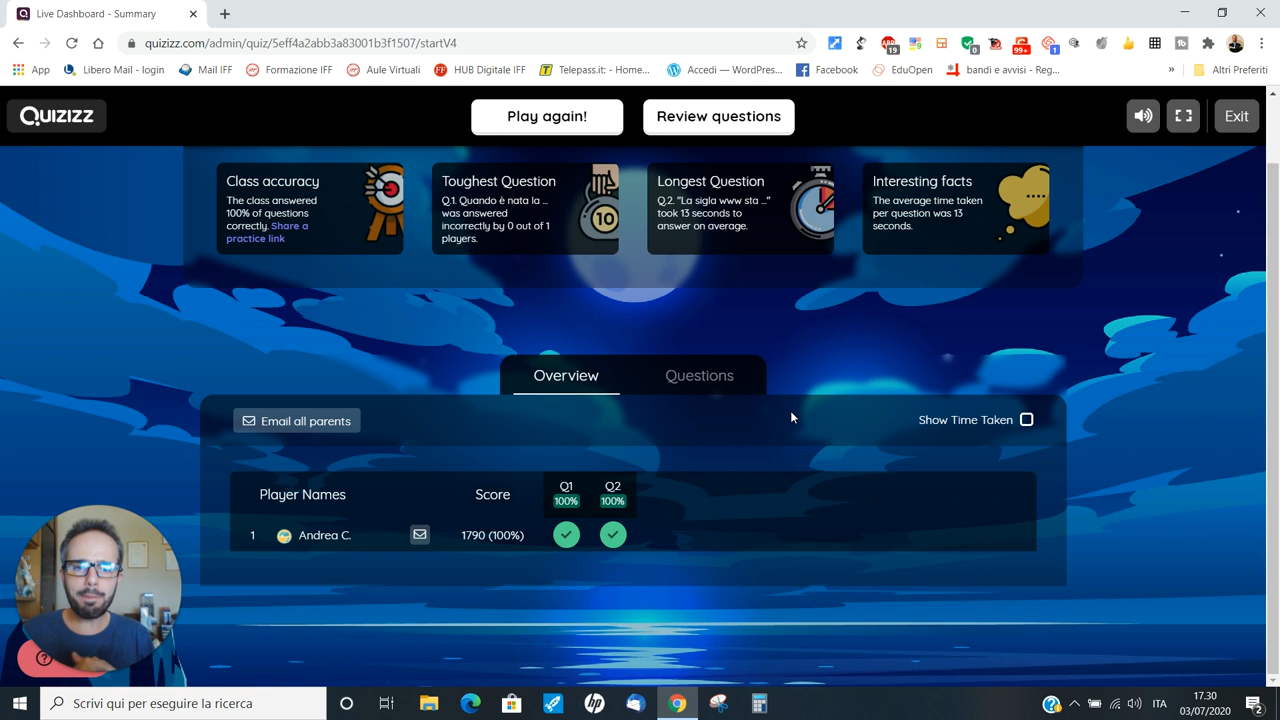 Live Dashboard - Summary
quizizz.com/admin/quiz/5eff4a2abb3a83001b3f1507/startV4
19
0
99+
1
App
Libero Mail - login
Mail IFF
Formazione IFF
Aule Virtuali
HUB Digitale IFF
Telepass.it: - Home...
Accedi — WordPres...
Facebook
EduOpen
bandi e avvisi - Reg...
»
Altri Preferiti
Quizizz
Play again!
Review questions
Exit
Class accuracy
The class answered
100% of questions
correctly. Share a
practice link
Toughest Question
Q.1. Quando è nata la ...
was answered
incorrectly by 0 out of 1
players.
10
Longest Question
Q.2. "La sigla www sta ..."
took 13 seconds to
answer on average.
Interesting facts
The average time taken
per question was 13
seconds.
Overview
Questions
Email all parents
Show Time Taken
Player Names
Score
Q1
100%
Q2
100%
1
Andrea C.
1790 (100%)
Scrivi qui per eseguire la ricerca
ITA
17.30
03/07/2020
2